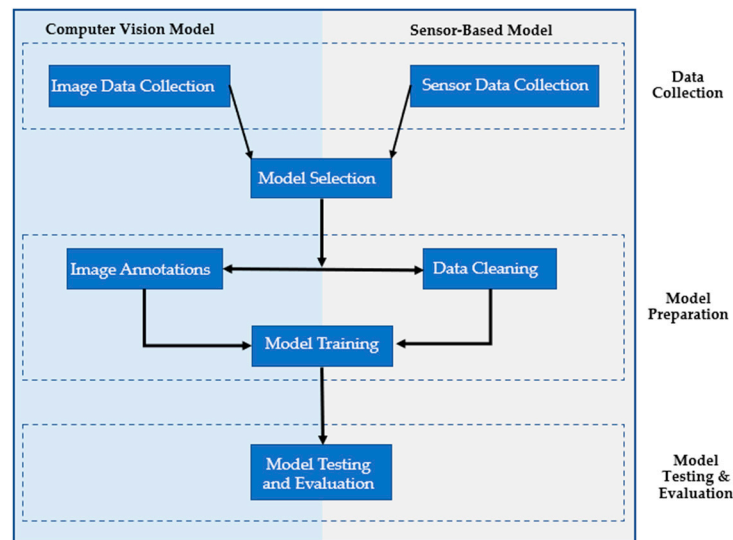 Computer Vision Model
Sensor-Based Model
Image Data Collection
Sensor Data Collection
Data
Collection
Model Selection
Image Annotations
Data Cleaning
Model
Preparation
Model Training
Model Testing
and Evaluation
Model
Testing &
Evaluation